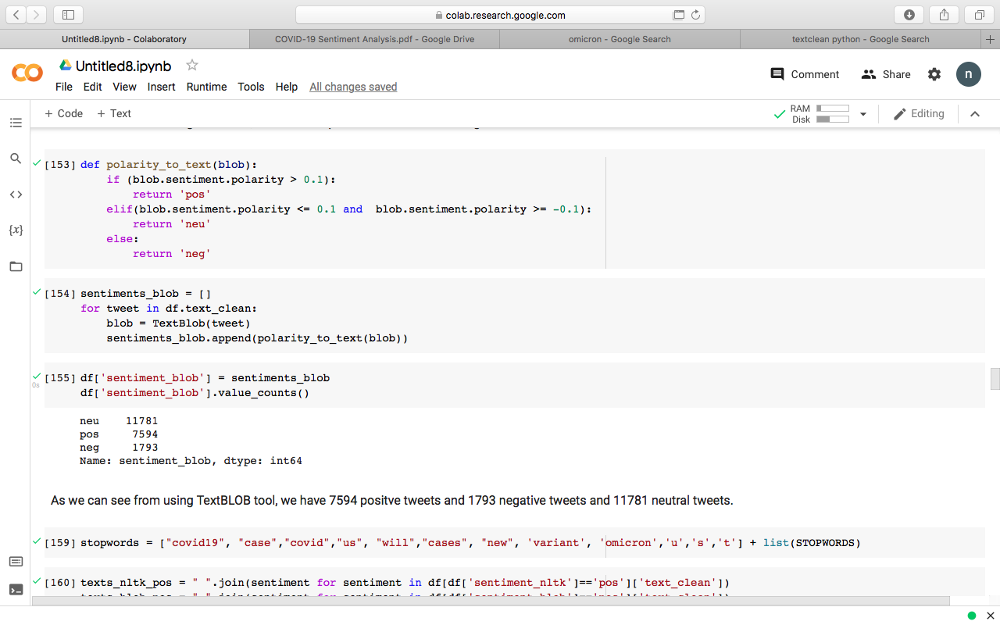 colab.research.google.com
Untitled8.ipynb - Colaboratory
COVID-19 Sentiment Analysis.pdf - Google Drive
omicron - Google Search
textclean python - Google Search
Untitled8.ipynb
File Edit View Insert Runtime Tools Help All changes saved
Comment Share n
+ Code + Text
RAM
Disk
Editing
{x}
[153] def polarity_to_text(blob):
if (blob.sentiment.polarity > 0.1):
return 'pos'
elif(blob.sentiment.polarity <= 0.1 and  blob.sentiment.polarity >= -0.1):
return 'neu'
else:
return 'neg'
[154] sentiments_blob = []
for tweet in df.text_clean:
blob = TextBlob(tweet)
sentiments_blob.append(polarity_to_text(blob))
0s
[155] df['sentiment_blob'] = sentiments_blob
df['sentiment_blob'].value_counts()
neu 11781
pos 7594
neg 1793
Name: sentiment_blob, dtype: int64
As we can see from using TextBLOB tool, we have 7594 positve tweets and 1793 negative tweets and 11781 neutral tweets.
[159] stopwords = ["covid19", "case","covid","us", "will","cases", "new", 'variant', 'omicron','u','s','t'] + list(STOPWORDS)
[160] texts_nltk_pos = " ".join(sentiment for sentiment in df[df['sentiment_nltk']=='pos']['text_clean'])